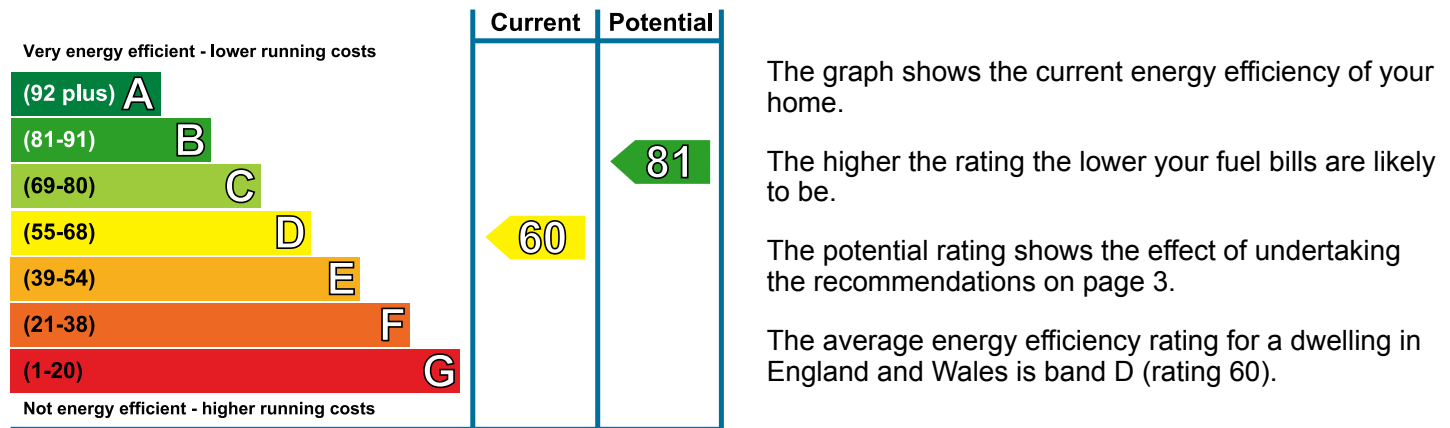 Current Potential
Very energy efficient - lower running costs
(92 plus) A
(81-91) B
(69-80) C
(55-68) D
(39-54) E
(21-38) F
(1-20) G
Not energy efficient - higher running costs
60
81
The graph shows the current energy efficiency of your
home.
The higher the rating the lower your fuel bills are likely
to be.
The potential rating shows the effect of undertaking
the recommendations on page 3.
The average energy efficiency rating for a dwelling in
England and Wales is band D (rating 60).